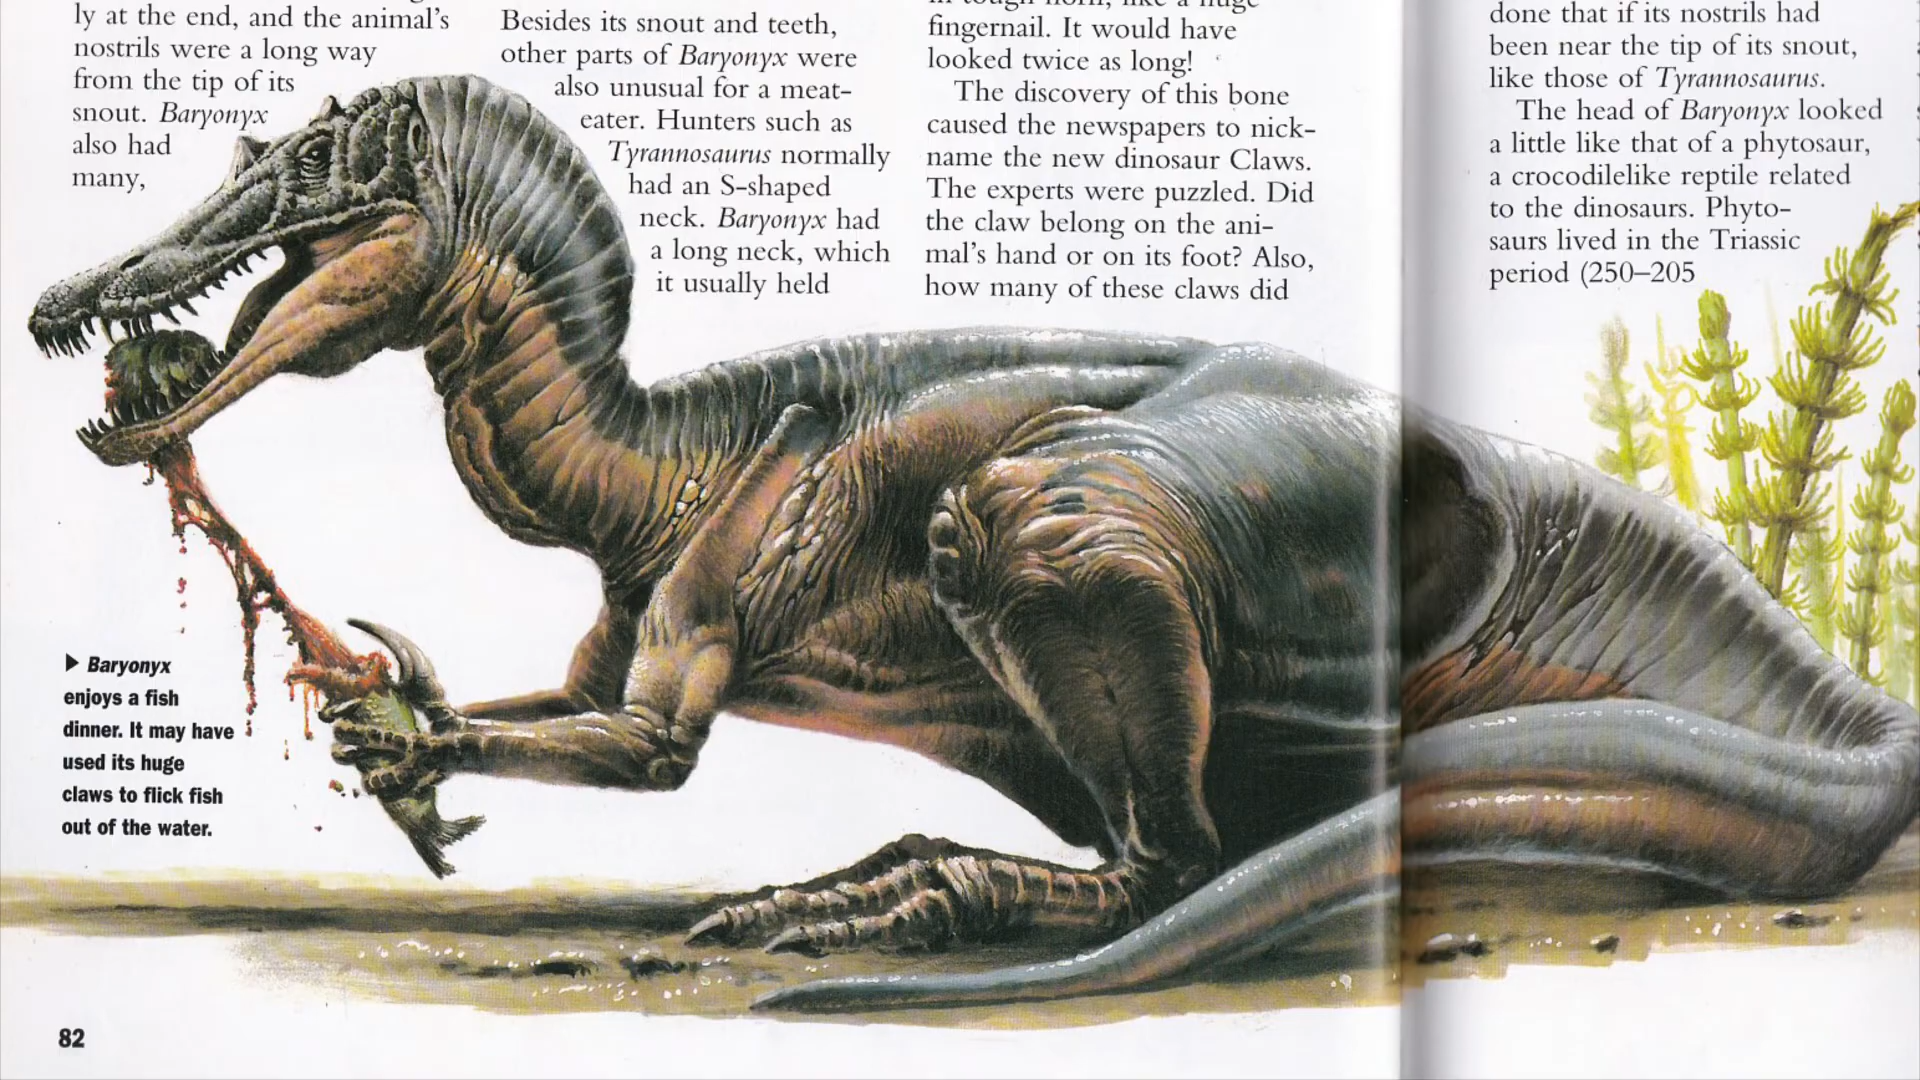 ly at the end, and the animal's
nostrils were a long way
from the tip of its
snout. Baryonyx
also had
many,
Besides its snout and teeth,
other parts of Baryonyx were
also unusual for a meat-
eater. Hunters such as
Tyrannosaurus normally
had an S-shaped
neck. Baryonyx had
a long neck, which
it usually held
in tough horn, like a huge
fingernail. It would have
looked twice as long!
The discovery of this bone
caused the newspapers to nick-
name the new dinosaur Claws.
The experts were puzzled. Did
the claw belong on the ani-
mal's hand or on its foot? Also,
how many of these claws did
done that if its nostrils had
been near the tip of its snout,
like those of Tyrannosaurus.
The head of Baryonyx looked
a little like that of a phytosaur,
a crocodilelike reptile related
to the dinosaurs. Phyto-
saurs lived in the Triassic
period (250–205
▶ Baryonyx
enjoys a fish
dinner. It may have
used its huge
claws to flick fish
out of the water.
82